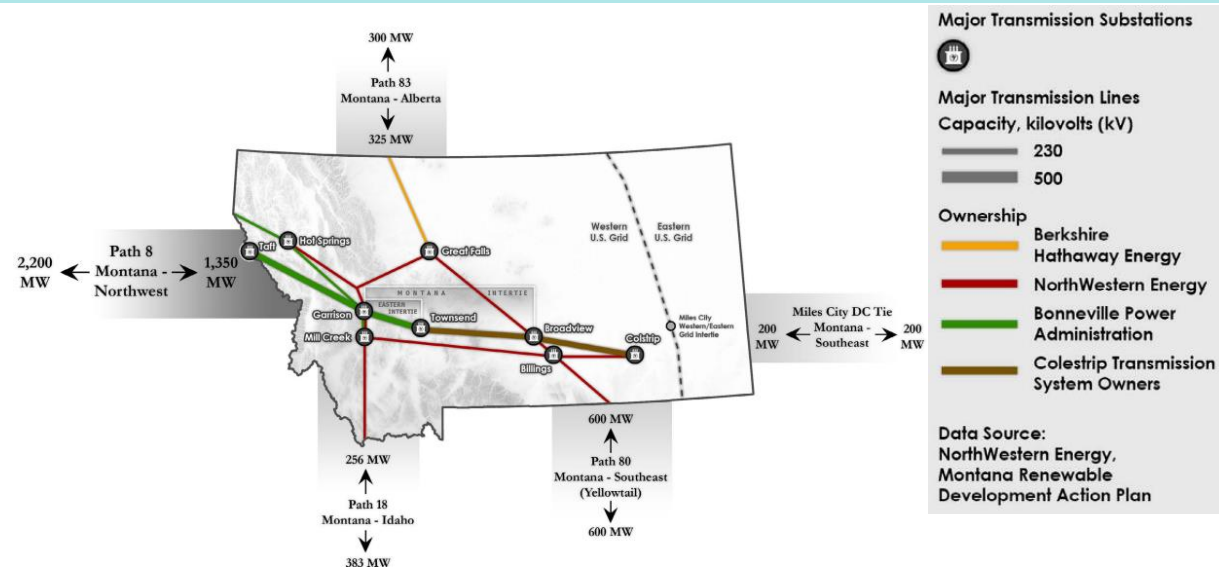 300 MW
Path 83
Montana - Alberta
325 MW
2,200
MW
Path 8
Montana -
Northwest
1,350
MW
Taft
Hot Springs
Great Falls
Western
U.S. Grid
Eastern
U.S. Grid
MONTANA INTERTIE
EASTERN
INTERTIE
Garrison
Townsend
Mill Creek
Broadview
Colstrip
Billings
Miles City
Western/Eastern
Grid Intertie
200
MW
Miles City DC Tie
Montana -
Southeast
200
MW
256 MW
Path 18
Montana - Idaho
383 MW
600 MW
Path 80
Montana - Southeast
(Yellowtail)
600 MW
Major Transmission Substations
Major Transmission Lines
Capacity, kilovolts (kV)
230
500
Ownership
Berkshire
Hathaway Energy
NorthWestern Energy
Bonneville Power
Administration
Colestrip Transmission
System Owners
Data Source:
NorthWestern Energy,
Montana Renewable
Development Action Plan